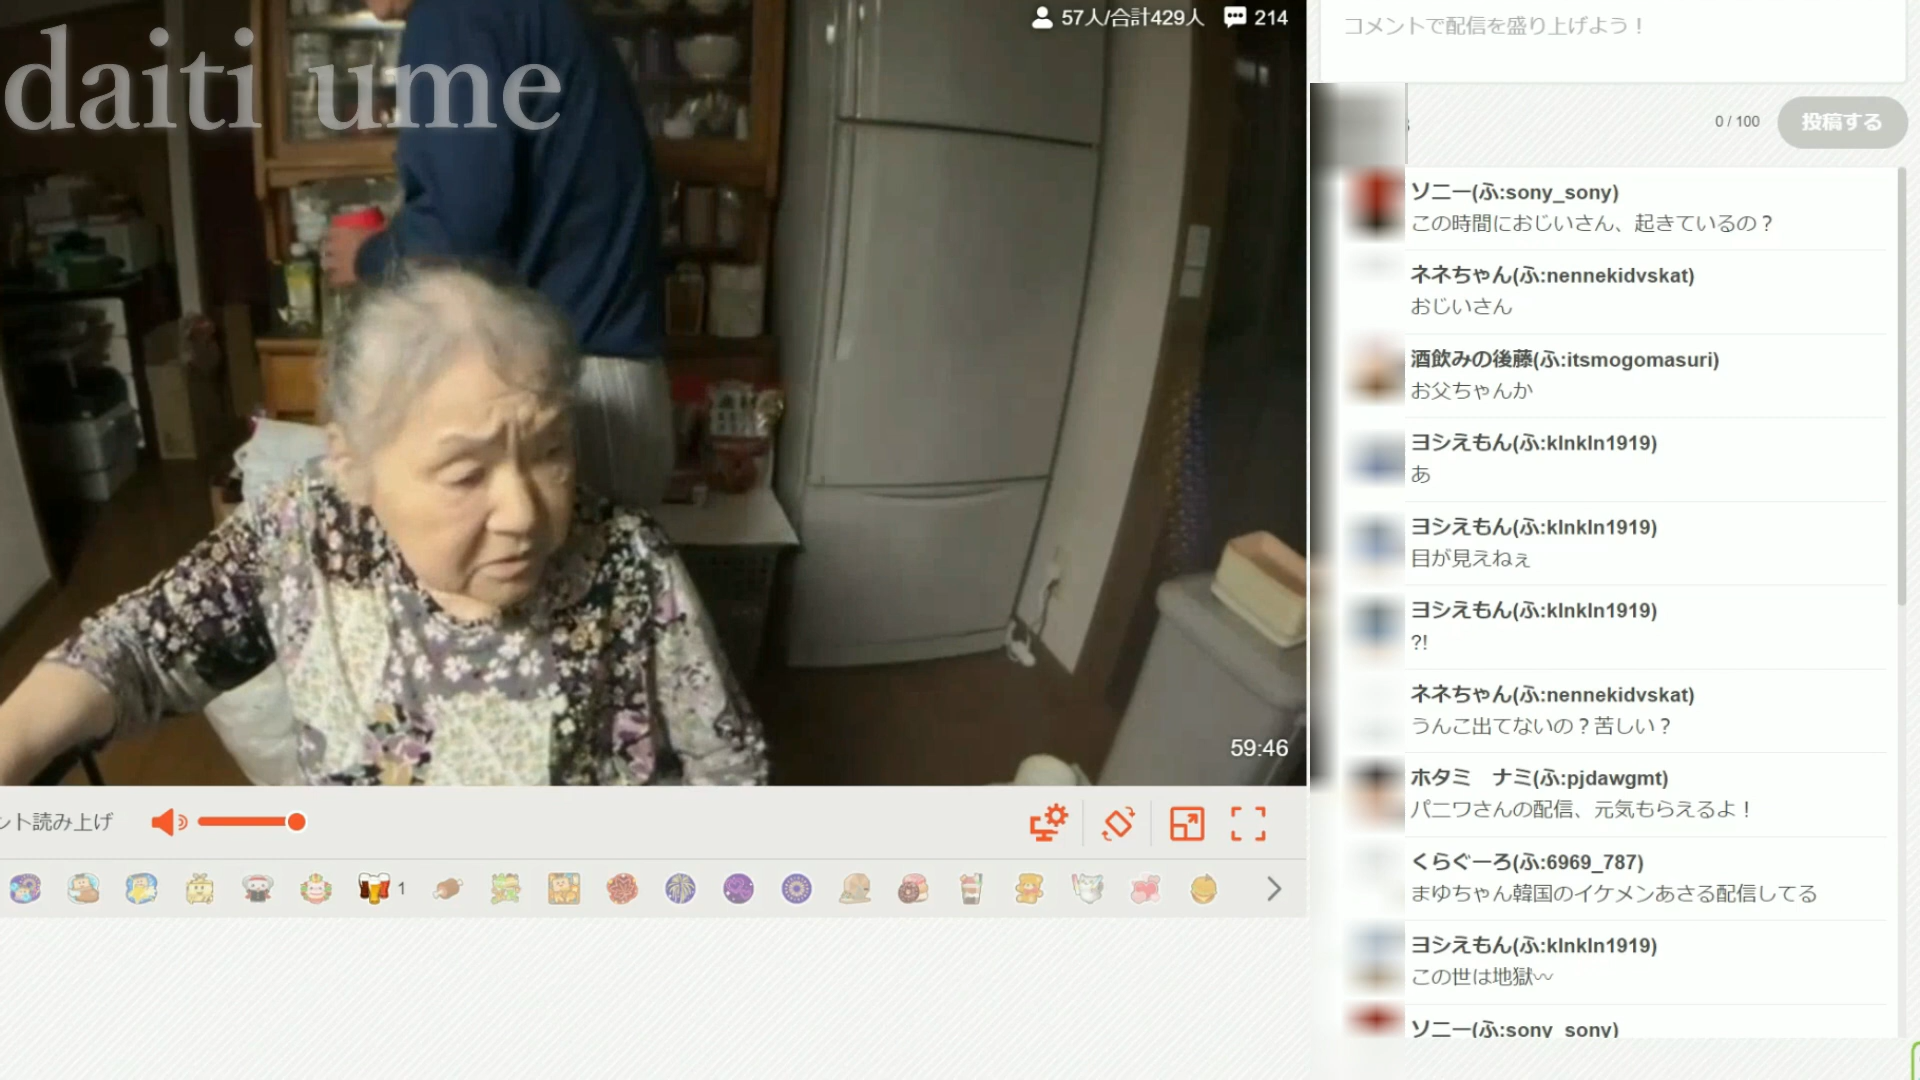 daiti ume
57人/合計429人 214
59:46
ント読み上げ
1
コメントで配信を盛り上げよう！
0 / 100
投稿する
ソニー(ふ:sony_sony)
この時間におじいさん、起きているの？
ネネちゃん(ふ:nennekidvskat)
おじいさん
酒飲みの後藤(ふ:itsmogomasuri)
お父ちゃんか
ヨシえもん(ふ:klnkln1919)
あ
ヨシえもん(ふ:klnkln1919)
目が見えねぇ
ヨシえもん(ふ:klnkln1919)
?!
ネネちゃん(ふ:nennekidvskat)
うんこ出てないの？苦しい？
ホタミ　ナミ(ふ:pjdawgmt)
パニワさんの配信、元気もらえるよ！
くらぐーろ(ふ:6969_787)
まゆちゃん韓国のイケメンあさる配信してる
ヨシえもん(ふ:klnkln1919)
この世は地獄〰
ソニー(ふ:sony_sony)